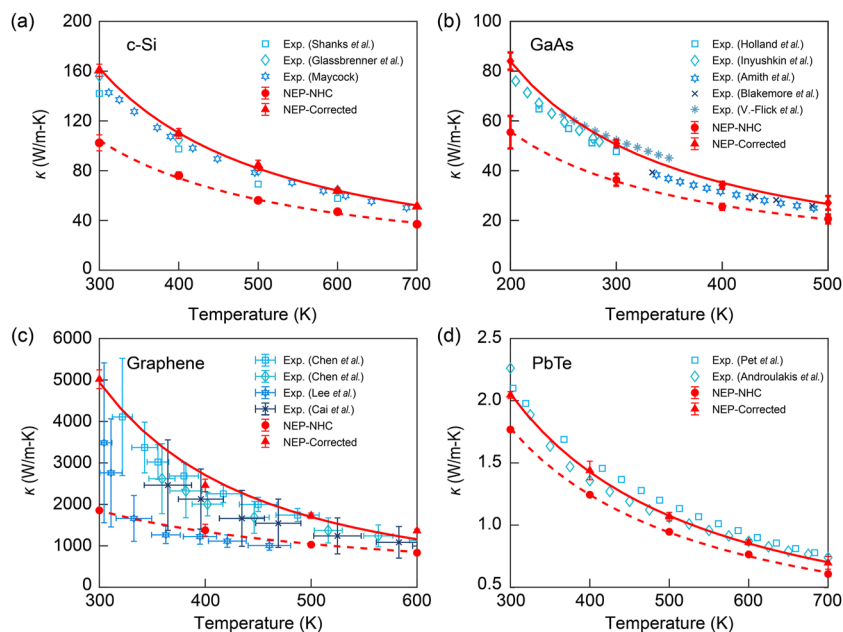 (a)
c-Si
Exp. (Shanks et al.)
Exp. (Glassbrenner et al.)
Exp. (Maycock)
NEP-NHC
NEP-Corrected
κ (W/m-K)
200
160
120
80
40
0
300 400 500 600 700
Temperature (K)
(b)
GaAs
Exp. (Holland et al.)
Exp. (Inyushkin et al.)
Exp. (Amith et al.)
Exp. (Blakemore et al.)
Exp. (V.-Flick et al.)
NEP-NHC
NEP-Corrected
κ (W/m-K)
100
80
60
40
20
0
200 300 400 500
Temperature (K)
(c)
Graphene
Exp. (Chen et al.)
Exp. (Chen et al.)
Exp. (Lee et al.)
Exp. (Cai et al.)
NEP-NHC
NEP-Corrected
κ (W/m-K)
6000
5000
4000
3000
2000
1000
0
300 400 500 600
Temperature (K)
(d)
PbTe
Exp. (Pet et al.)
Exp. (Androulakis et al.)
NEP-NHC
NEP-Corrected
κ (W/m-K)
2.5
2.0
1.5
1.0
0.5
300 400 500 600 700
Temperature (K)